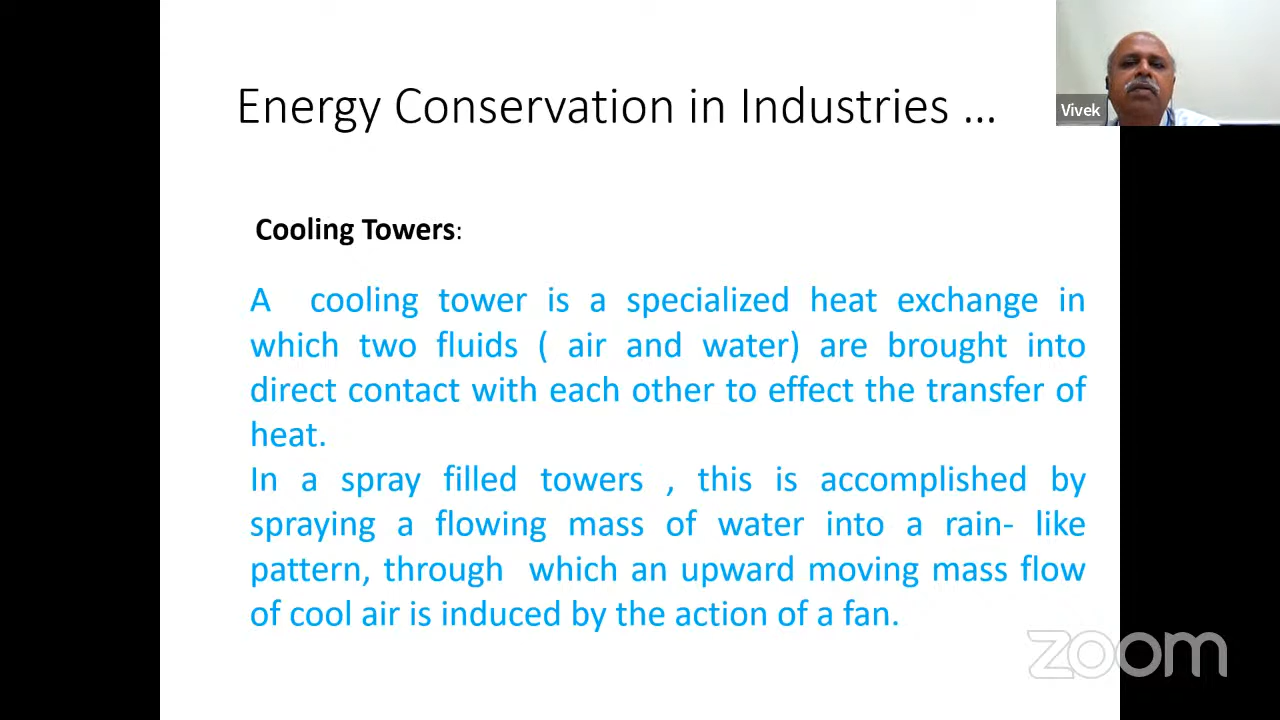 Energy Conservation in Industries ...
Vivek
Cooling Towers:
A cooling tower is a specialized heat exchange in
which two fluids ( air and water) are brought into
direct contact with each other to effect the transfer of
heat.
In a spray filled towers , this is accomplished by
spraying a flowing mass of water into a rain- like
pattern, through which an upward moving mass flow
of cool air is induced by the action of a fan.
zoom